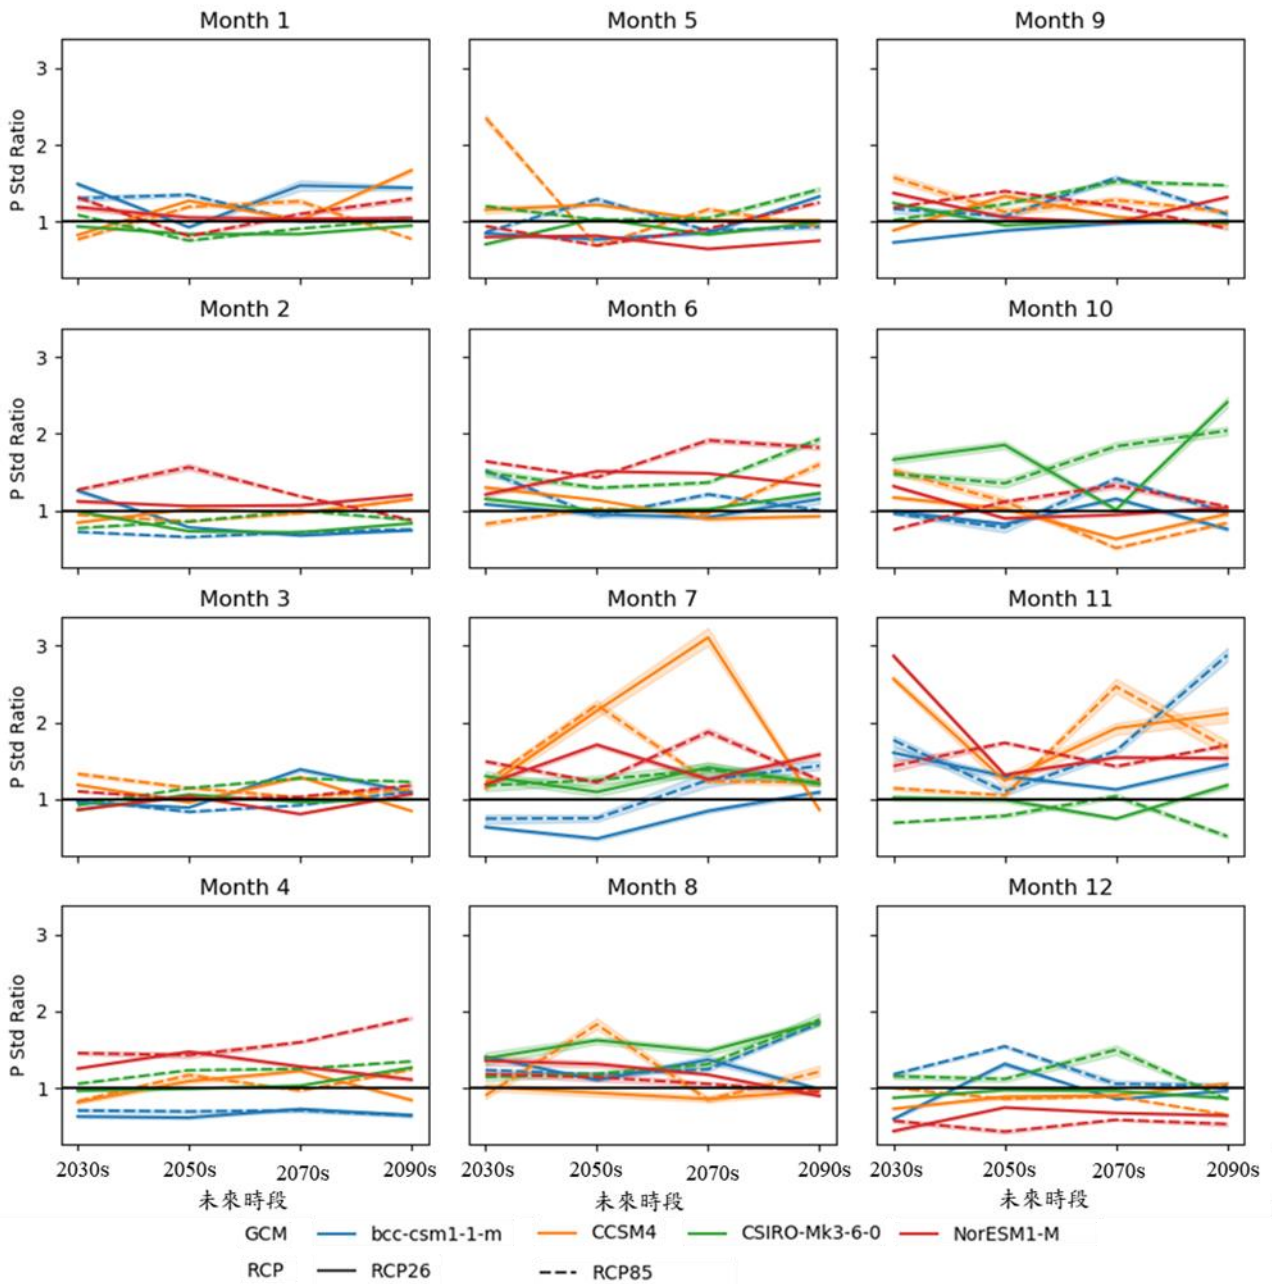 Month 1
Month 5
Month 9
P Std Ratio
3
2
1
Month 2
Month 6
Month 10
P Std Ratio
3
2
1
Month 3
Month 7
Month 11
P Std Ratio
3
2
1
Month 4
Month 8
Month 12
P Std Ratio
3
2
1
2030s 2050s 2070s 2090s 2030s 2050s 2070s 2090s 2030s 2050s 2070s 2090s
未來時段 未來時段 未來時段
GCM bcc-csm1-1-m CCSM4 CSIRO-Mk3-6-0 NorESM1-M
RCP RCP26 RCP85